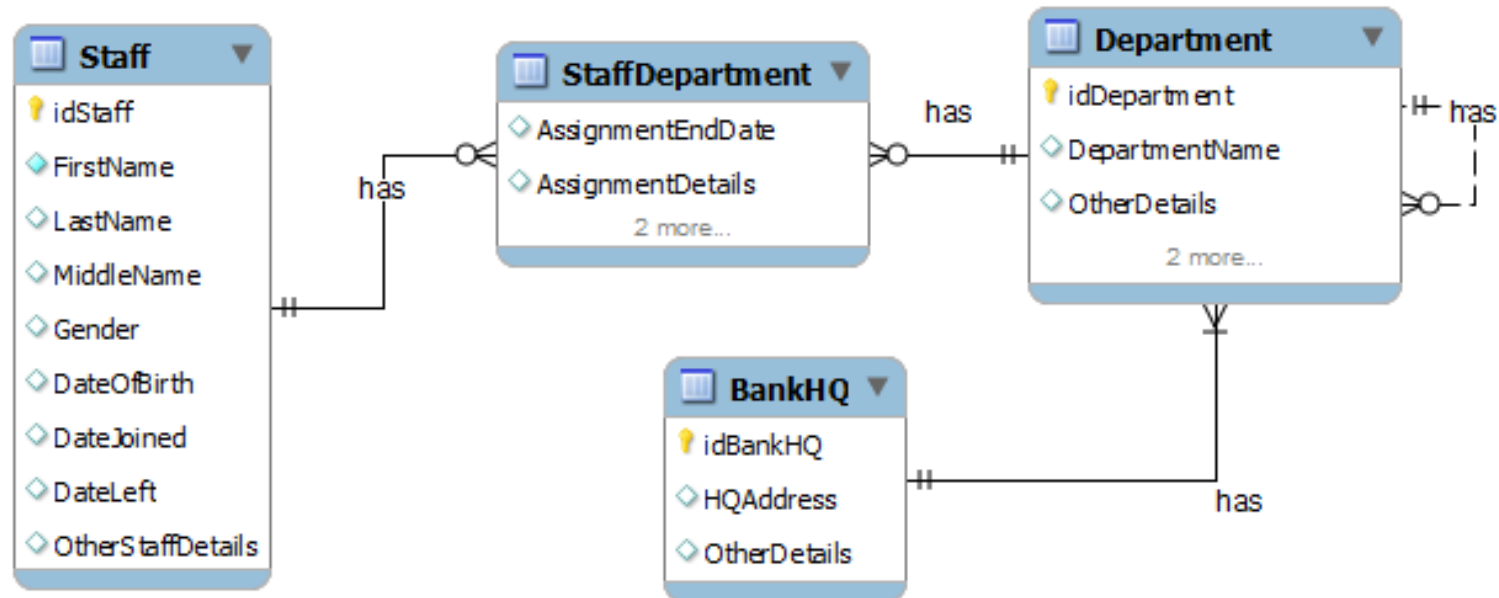 Staff
idStaff
FirstName
LastName
MiddleName
Gender
DateOfBirth
DateJoined
DateLeft
OtherStaffDetails
has
StaffDepartment
AssignmentEndDate
AssignmentDetails
2 more...
has
Department
idDepartment
DepartmentName
OtherDetails
2 more...
has
BankHQ
idBankHQ
HQAddress
OtherDetails
has